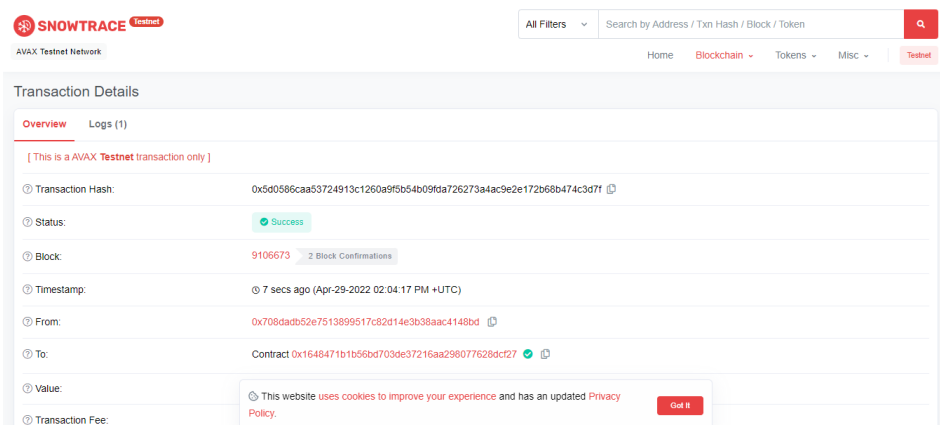 SNOWTRACE Testnet
All Filters Search by Address / Txn Hash / Block / Token
AVAX Testnet Network
Home Blockchain Tokens Misc Testnet
Transaction Details
Overview Logs (1)
[ This is a AVAX Testnet transaction only ]
Transaction Hash: 0x5d0586caa53724913c1260a9f5b54b09fda726273a4ac9e2e172b68b474c3d7f
Status: Success
Block: 9106673 2 Block Confirmations
Timestamp: 7 secs ago (Apr-29-2022 02:04:17 PM +UTC)
From: 0x708dadb52e7513899517c82d14e3b38aac4148bd
To: Contract 0x1648471b1b56bd703de37216aa298077628dcf27
Value:
This website uses cookies to improve your experience and has an updated Privacy
Policy.
Got It
Transaction Fee: